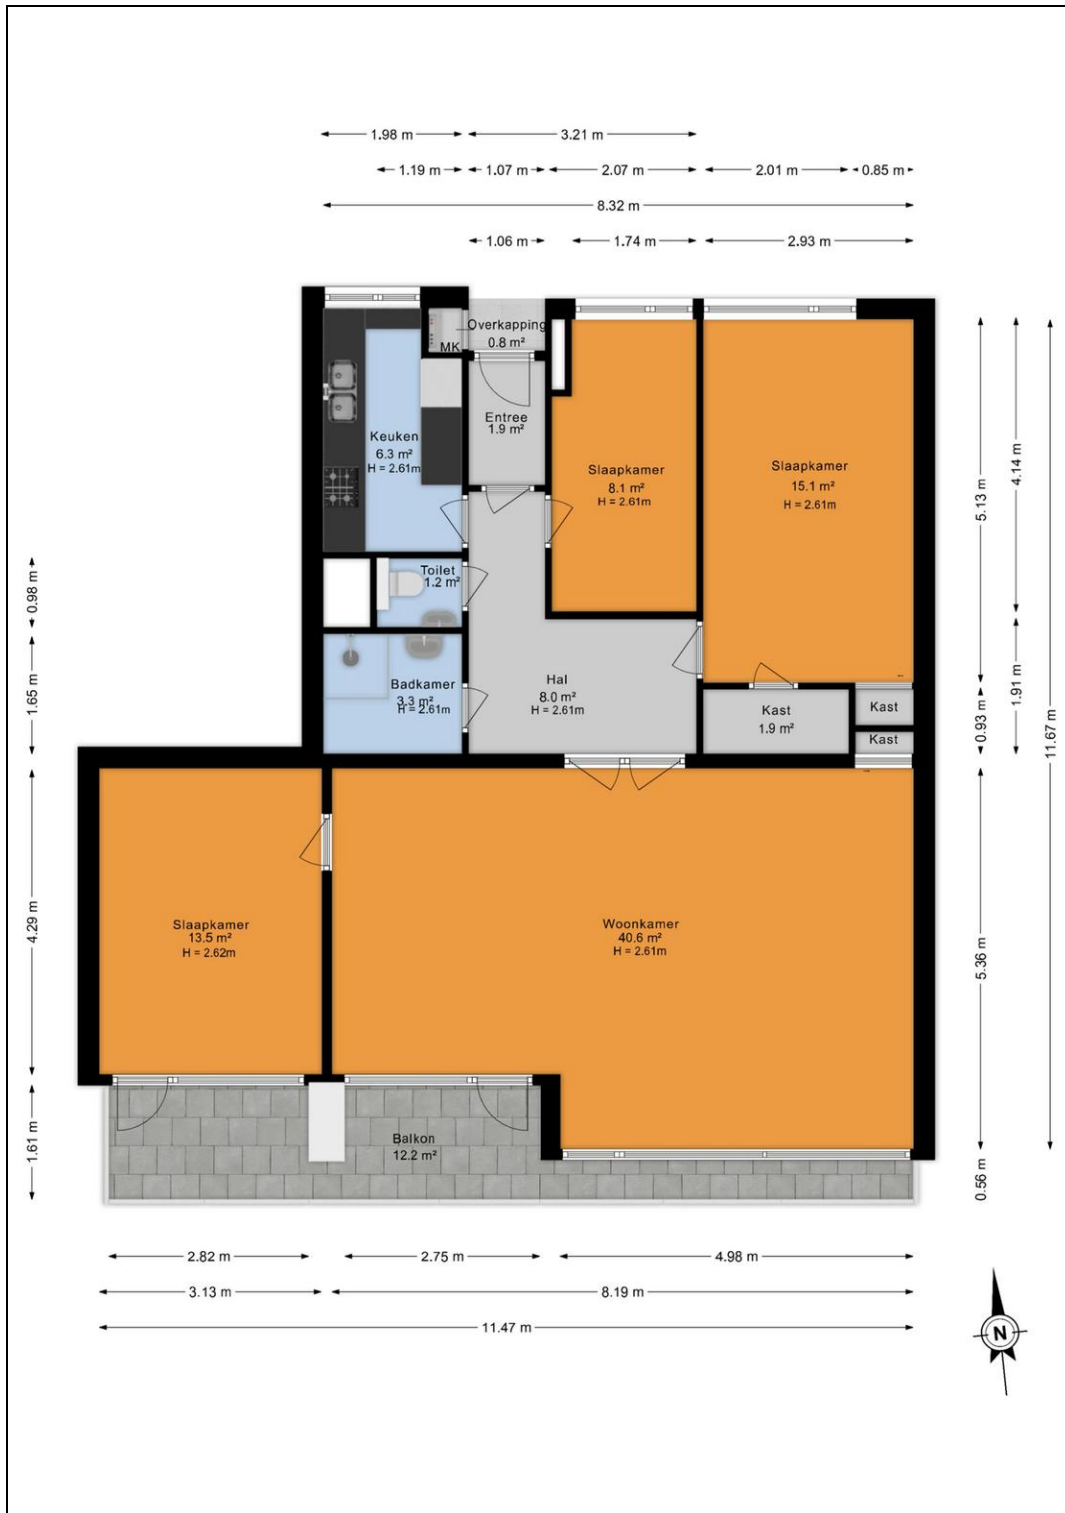 1.98 m
3.21 m
1.19 m
1.07 m
2.07 m
2.01 m
0.85 m
8.32 m
1.06 m
1.74 m
2.93 m
Overkapping
0.8 m²
MK
Entree
1.9 m²
Keuken
6.3 m²
H = 2.61m
Slaapkamer
8.1 m²
H = 2.61m
Slaapkamer
15.1 m²
H = 2.61m
4.14 m
5.13 m
Toilet
1.2 m²
0.98 m
Badkamer
3.3 m²
H = 2.61m
1.65 m
Hal
8.0 m²
H = 2.61m
Kast
1.9 m²
Kast
Kast
0.93 m
1.91 m
11.67 m
Slaapkamer
13.5 m²
H = 2.62m
4.29 m
Woonkamer
40.6 m²
H = 2.61m
5.36 m
Balkon
12.2 m²
1.61 m
0.56 m
2.82 m
2.75 m
4.98 m
3.13 m
8.19 m
11.47 m
N